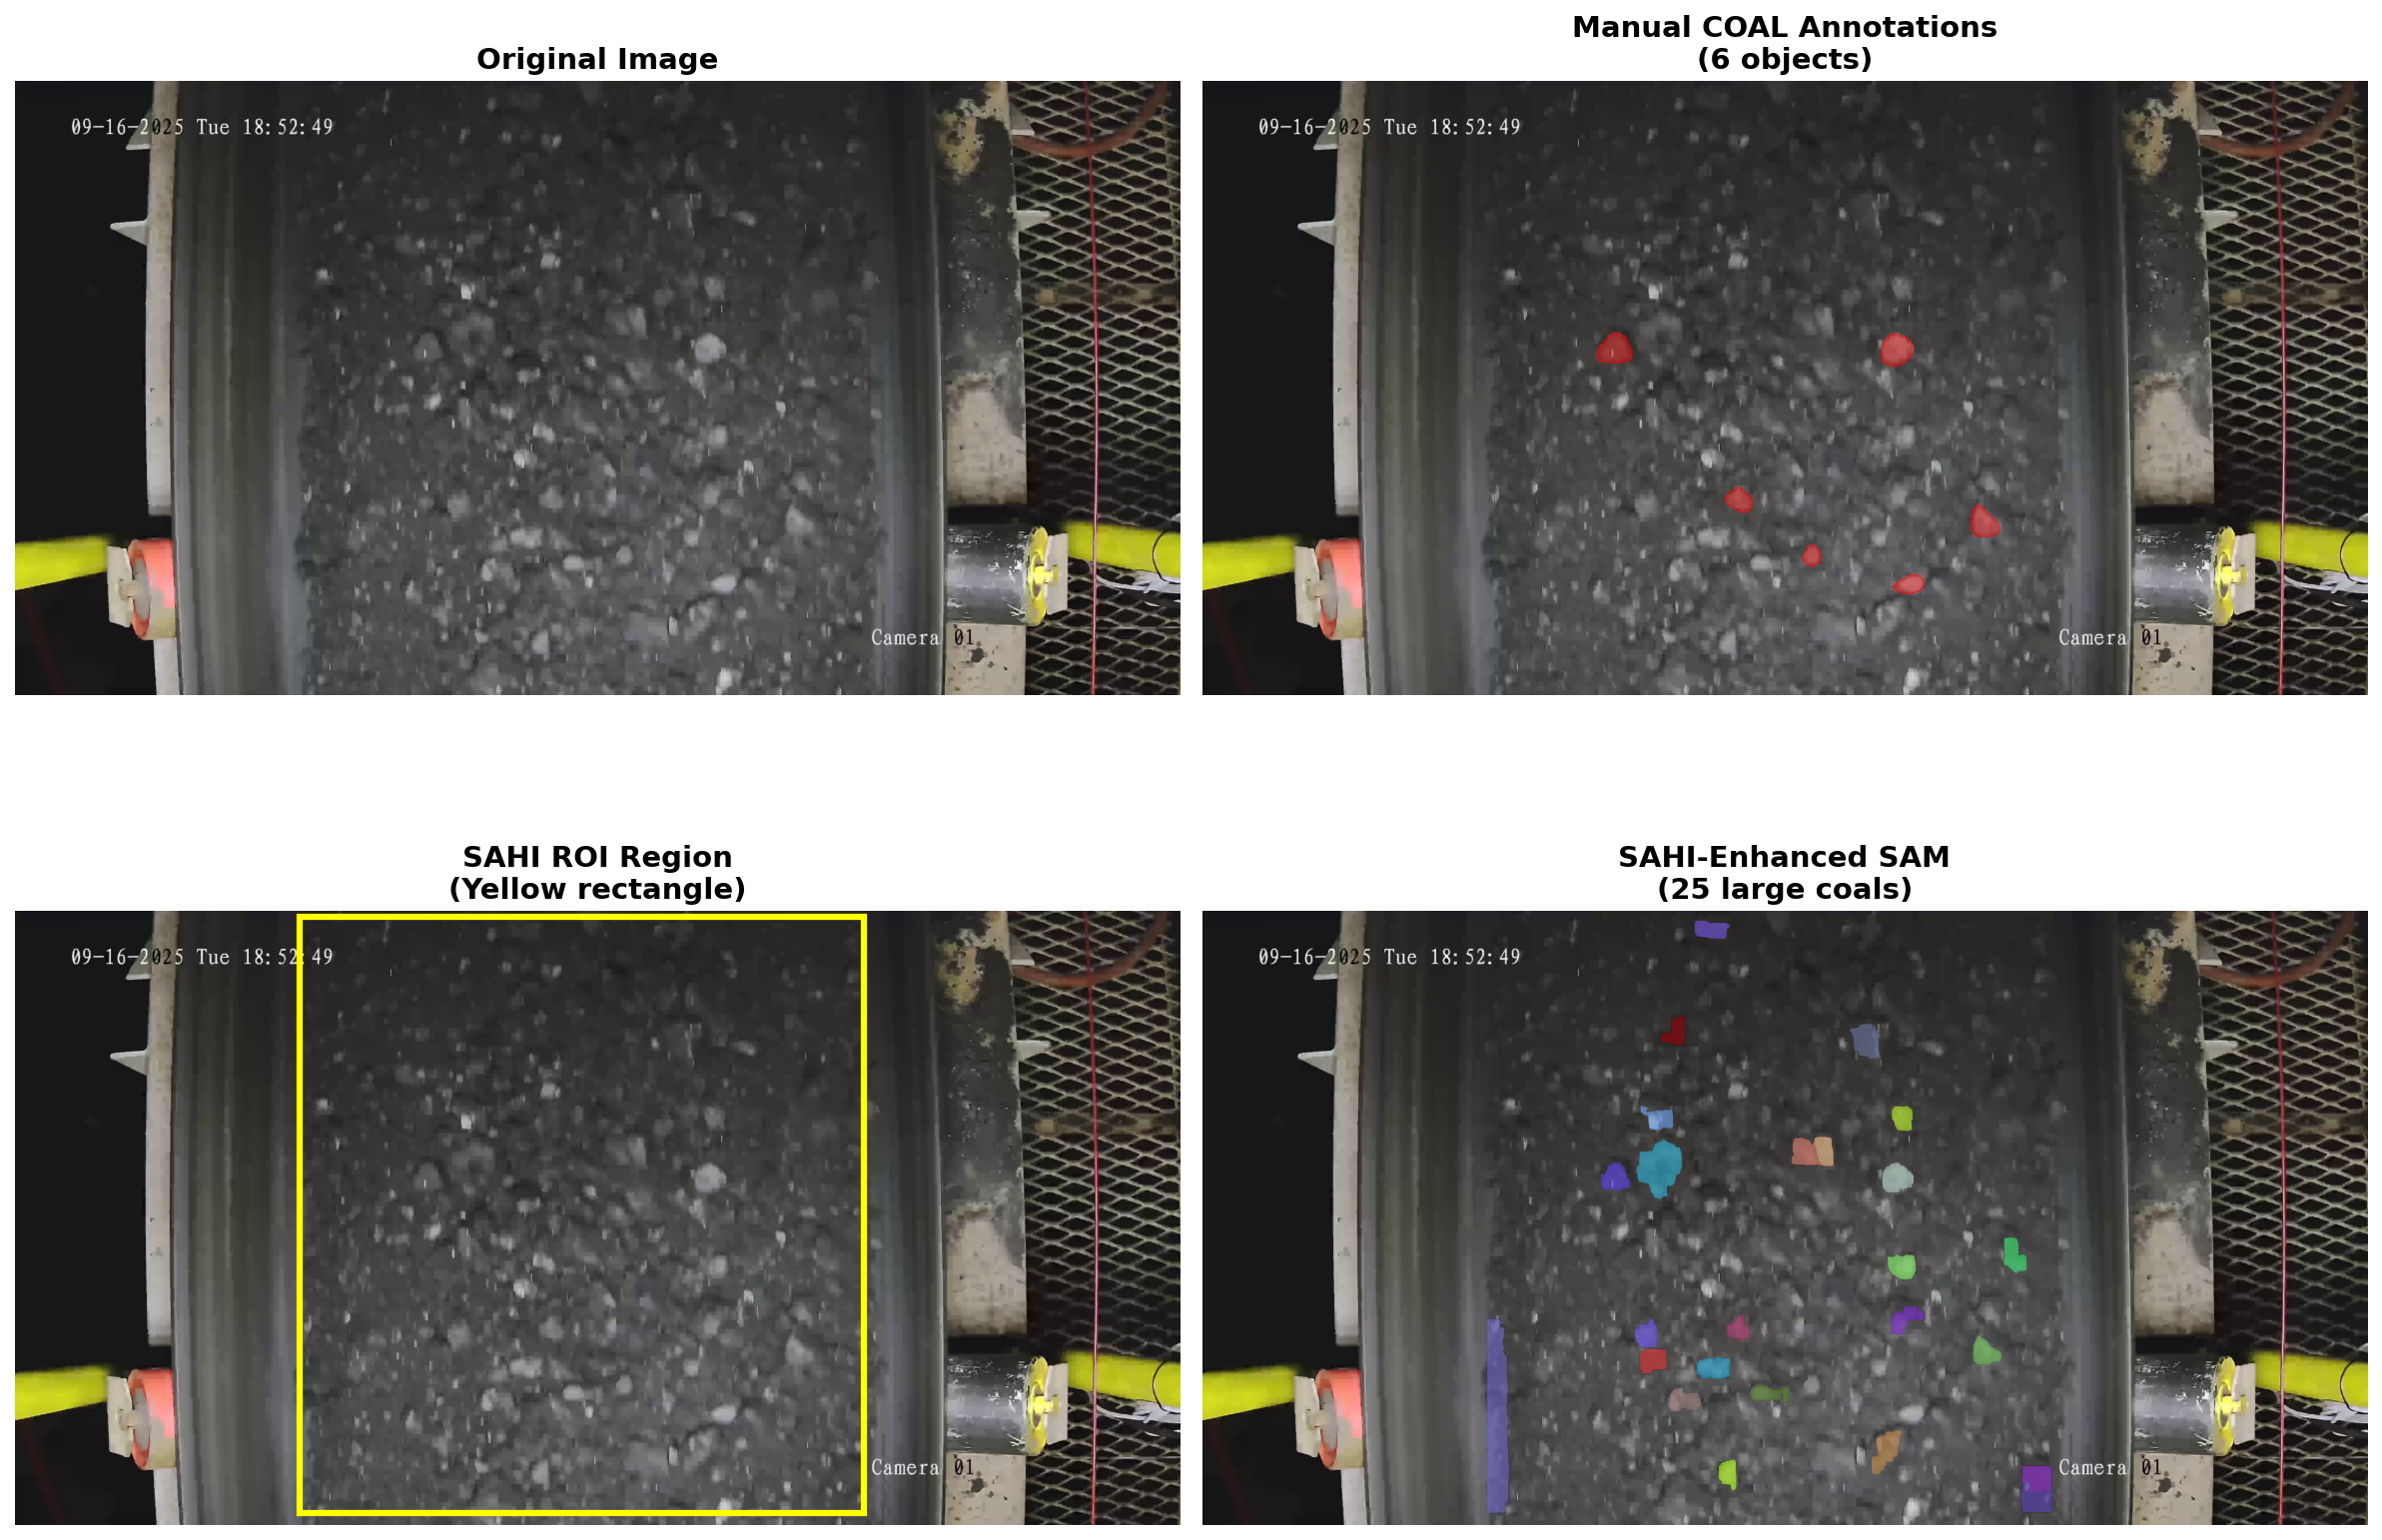 Original Image
09-16-2025 Tue 18:52:49
Camera 01
Manual COAL Annotations
(6 objects)
09-16-2025 Tue 18:52:49
Camera 01
SAHI ROI Region
(Yellow rectangle)
09-16-2025 Tue 18:52:49
Camera 01
SAHI-Enhanced SAM
(25 large coals)
09-16-2025 Tue 18:52:49
Camera 01